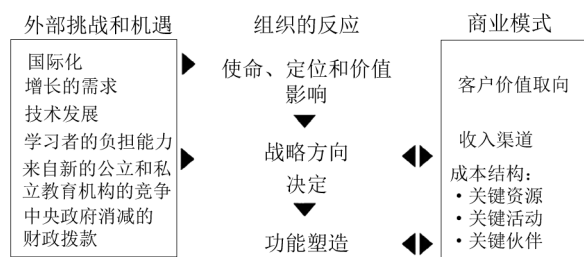 外部挑战和机遇
国际化
增长的需求
技术发展
学习者的负担能力
来自新的公立和私
立教育机构的竞争
中央政府消减的
财政拨款
组织的反应
使命、定位和价值
影响
战略方向
决定
功能塑造
商业模式
客户价值取向
收入渠道
成本结构:
•关键资源
•关键活动
•关键伙伴